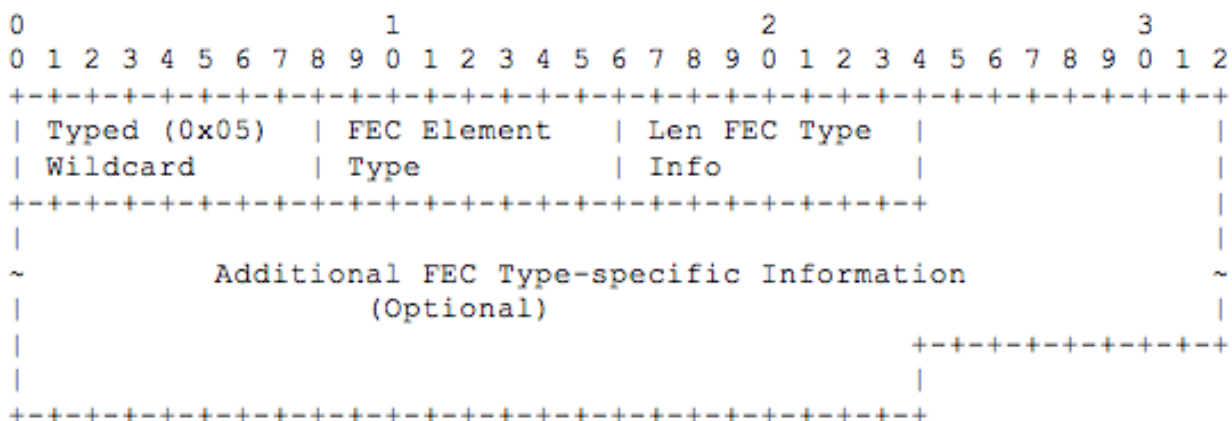 0                   1                   2                   3
0 1 2 3 4 5 6 7 8 9 0 1 2 3 4 5 6 7 8 9 0 1 2 3 4 5 6 7 8 9 0 1 2
+-+-+-+-+-+-+-+-+-+-+-+-+-+-+-+-+-+-+-+-+-+-+-+-+-+-+-+-+-+-+-+-+
| Typed (0x05)  | FEC Element   | Len FEC Type  |               |
| Wildcard      | Type          | Info          |               |
+-+-+-+-+-+-+-+-+-+-+-+-+-+-+-+-+-+-+-+-+-+-+-+-+               |
|                                                               |
~          Additional FEC Type-specific Information             ~
|                  (Optional)                                   |
|                                               +-+-+-+-+-+-+-+-+
|                                               |
+-+-+-+-+-+-+-+-+-+-+-+-+-+-+-+-+-+-+-+-+-+-+-+-+